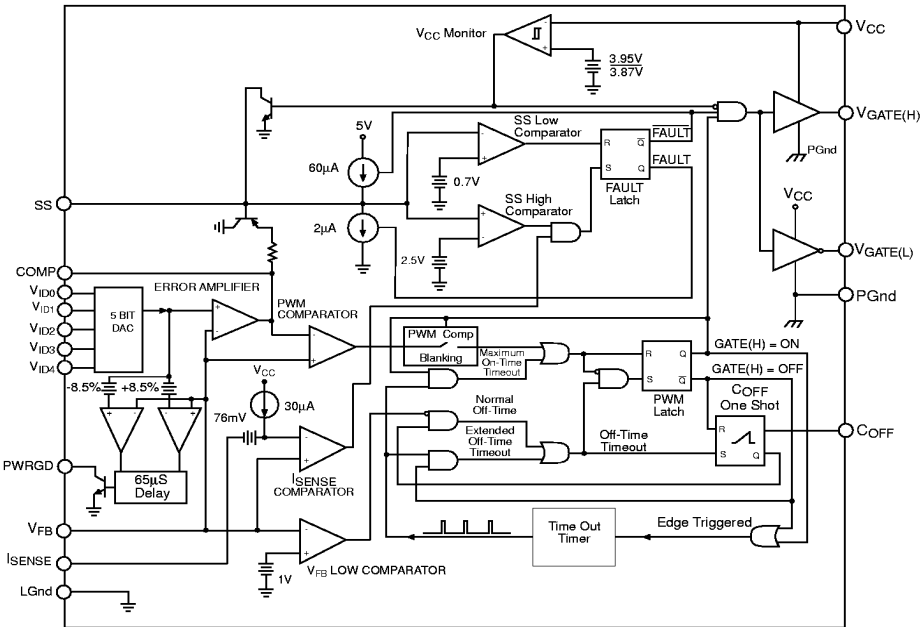 VCC Monitor
VCC
3.95V
3.87V
VGATE(H)
PGnd
5V
SS Low
Comparator
R
Q
FAULT
60µA
0.7V
S
Q
FAULT
FAULT
Latch
VCC
SS
SS High
Comparator
2µA
2.5V
VGATE(L)
COMP
PGnd
VID0
VID1
VID2
VID3
VID4
5 BIT
DAC
ERROR AMPLIFIER
PWM
COMPARATOR
PWM Comp
Blanking
Maximum
On-Time
Timeout
R
Q
S
Q
PWM
Latch
GATE(H) = ON
GATE(H) = OFF
-8.5%
+8.5%
VCC
30µA
76mV
Normal
Off-Time
Extended
Off-Time
Timeout
Off-Time
Timeout
COFF
One Shot
R
S
Q
COFF
PWRGD
65µS
Delay
ISENSE
COMPARATOR
VFB
Time Out
Timer
Edge Triggered
ISENSE
1V
VFB LOW COMPARATOR
LGnd